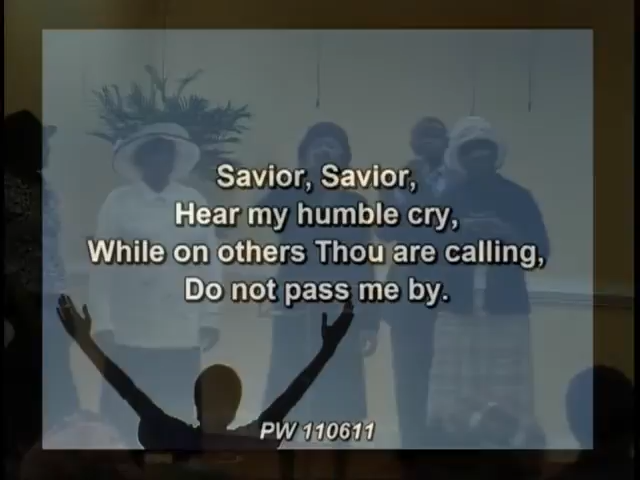 Savior, Savior,
Hear my humble cry,
While on others Thou are calling,
Do not pass me by.
PW 110611